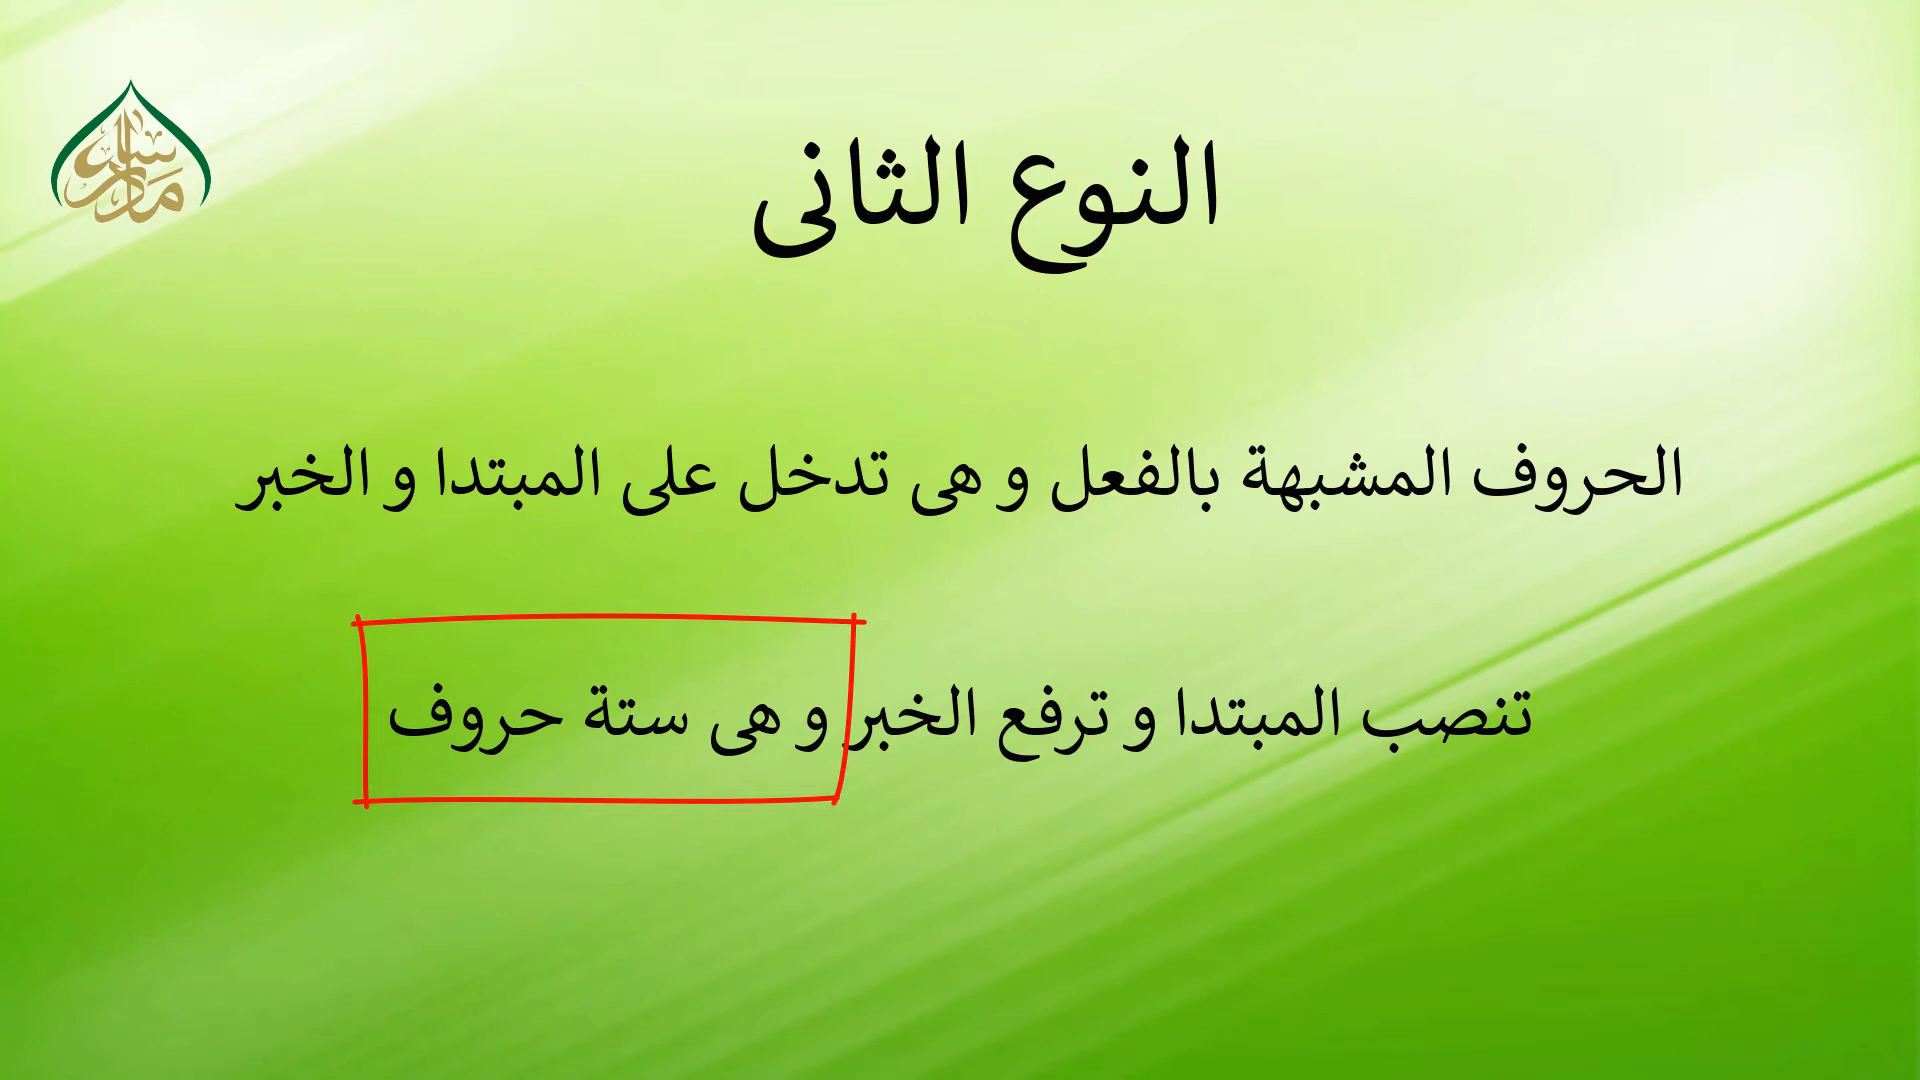 النوع الثانى
الحروف المشبهة بالفعل و هى تدخل على المبتدا و الخبر
تنصب المبتدا و ترفع الخبر و هى ستة حروف